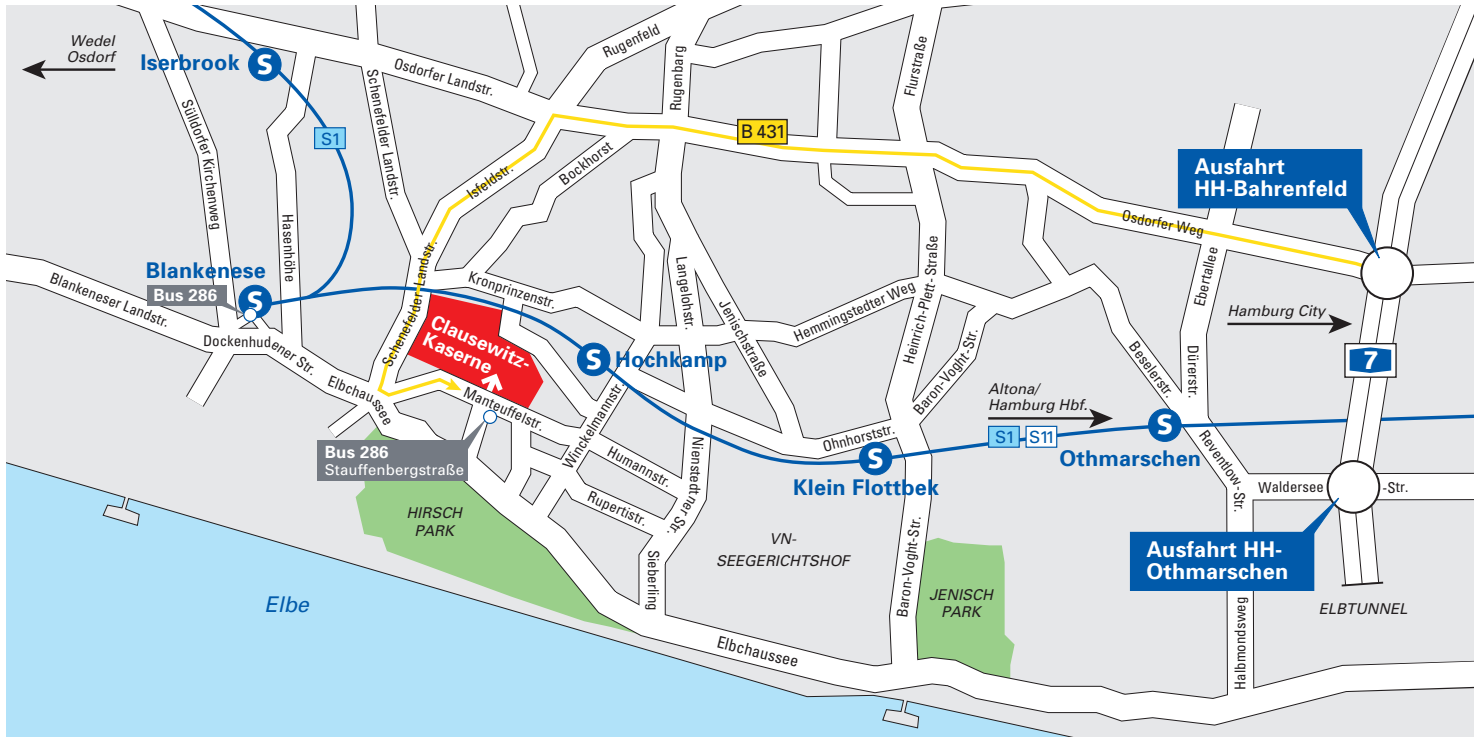 Wedel
Osdorf
Iserbrook
S
S1
Sülldorfer Kirchenweg
Hasenhöhe
Schenefelder Landstr.
Osdorfer Landstr.
Rugenfeld
Rugenbarg
Flurstraße
B 431
Isfeldstr.
Bockhorst
Ausfahrt
HH-Bahrenfeld
Osdorfer Weg
Ebertallee
Hamburg City
7
Blankenese
Bus 286
S
Blankeneser Landstr.
Dockenhudener Str.
Elbchaussee
Schenefelder-Landstr.
Kronprinzenstr.
Clausewitz-
Kaserne
Manteuffelstr.
S
Hochkamp
Langelohstr.
Jenischstraße
Hemmingstedter Weg
Heinrich-Plett-Straße
Baron-Voght-Str.
Beselerstr.
Dürerstr.
Altona/
Hamburg Hbf.
S1
S11
S
Othmarschen
Reventlow-Str.
Waldersee
-Str.
Ohnhorststr.
S
Klein Flottbek
Bus 286
Stauffenbergstraße
Winckelmannstr.
Humannstr.
Rupertistr.
Nienstedtner Str.
Sieberling
HIRSCH
PARK
VN-
SEEGERICHTSHOF
Baron-Voght-Str.
JENISCH
PARK
Ausfahrt HH-
Othmarschen
Halbmondsweg
ELBTUNNEL
Elbe
Elbchaussee